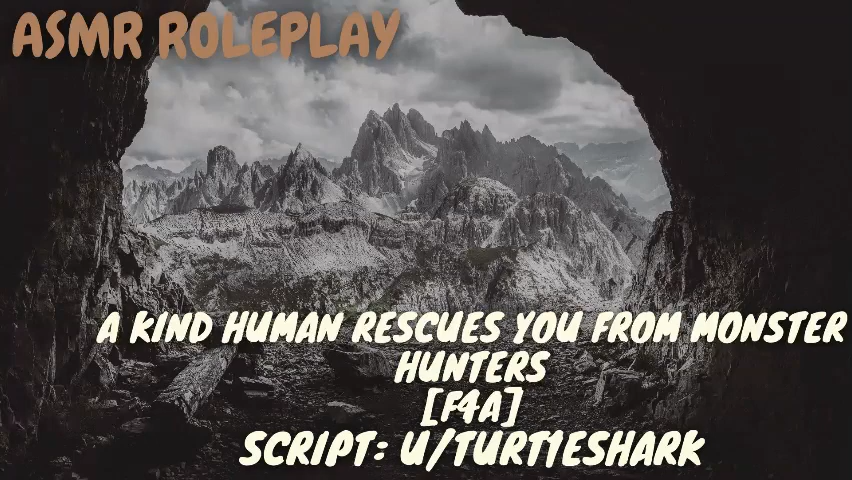 ASMR ROLEPLAY
A KIND HUMAN RESCUES YOU FROM MONSTER
HUNTERS
[F4A]
SCRIPT: U/TURT1ESHARK